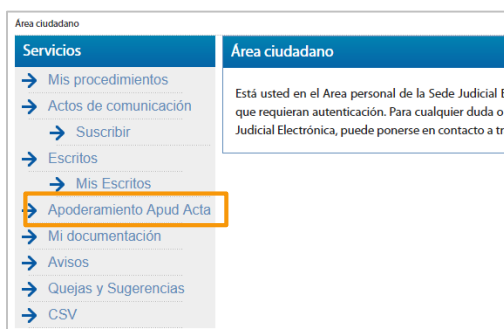 Área ciudadano
Servicios
Mis procedimientos
Actos de comunicación
Suscribir
Escritos
Mis Escritos
Apoderamiento Apud Acta
Mi documentación
Avisos
Quejas y Sugerencias
CSV
Área ciudadano
Está usted en el Area personal de la Sede Judicial
que requieran autenticación. Para cualquier duda o
Judicial Electrónica, puede ponerse en contacto a